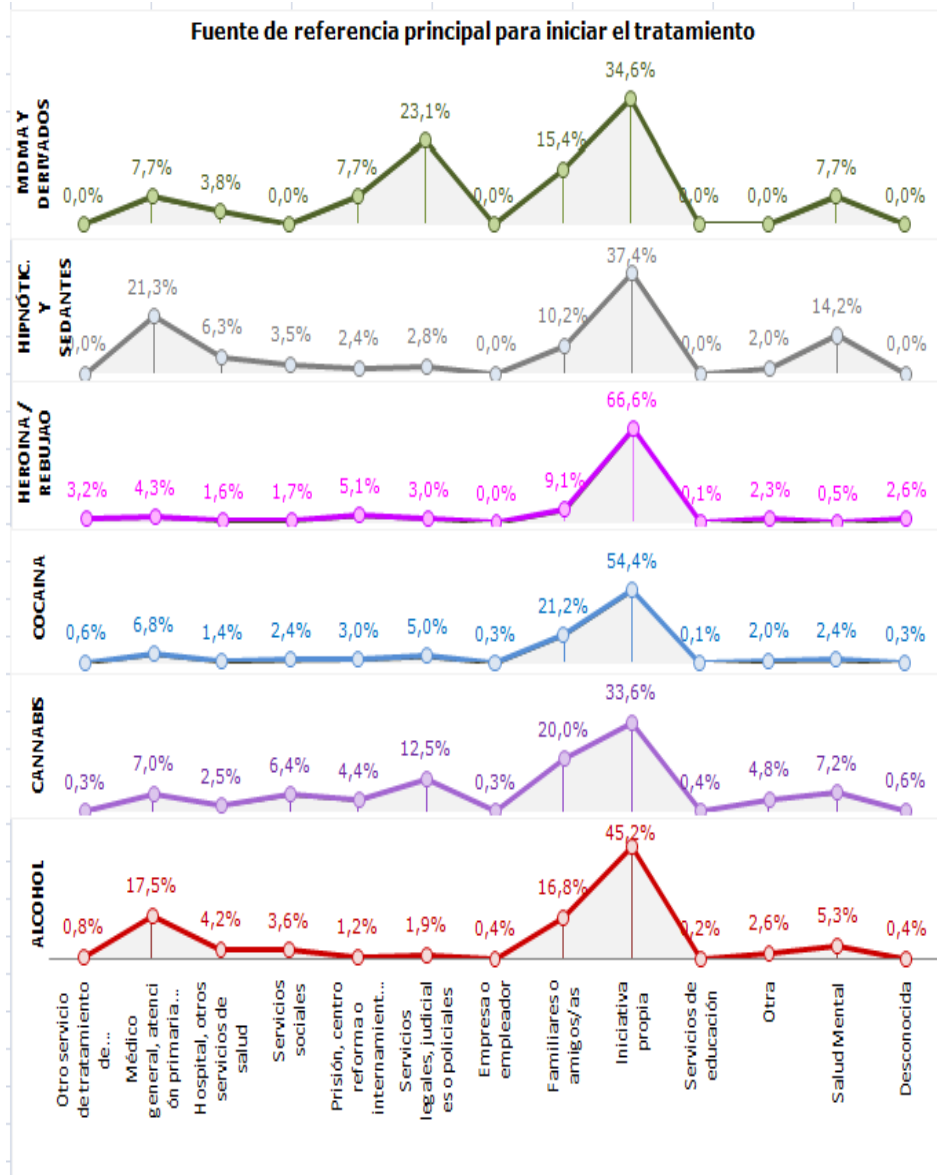 Fuente de referencia principal para iniciar el tratamiento
MDMA Y
DERIVADOS
0,0% 7,7% 3,8% 0,0% 7,7% 23,1% 0,0% 15,4% 34,6% 0,0% 0,0% 7,7% 0,0%
HIPNÓTIC.
Y
SEDANTES
0,0% 21,3% 6,3% 3,5% 2,4% 2,8% 0,0% 10,2% 37,4% 0,0% 2,0% 14,2% 0,0%
HEROINA /
REBUJAO
3,2% 4,3% 1,6% 1,7% 5,1% 3,0% 0,0% 9,1% 66,6% 0,1% 2,3% 0,5% 2,6%
COCAINA
0,6% 6,8% 1,4% 2,4% 3,0% 5,0% 0,3% 21,2% 54,4% 0,1% 2,0% 2,4% 0,3%
CANNABIS
0,3% 7,0% 2,5% 6,4% 4,4% 12,5% 0,3% 20,0% 33,6% 0,4% 4,8% 7,2% 0,6%
ALCOHOL
0,8% 17,5% 4,2% 3,6% 1,2% 1,9% 0,4% 16,8% 45,2% 0,2% 2,6% 5,3% 0,4%
Otro servicio
de tratamiento
de...
Médico
general, atenci
ón primaria...
Hospital, otros
servicios de
salud
Servicios
sociales
Prisión, centro
reforma o
internamient...
Servicios
legales, judicial
es o policiales
Empresa o
empleador
Familiares o
amigos/as
Iniciativa
propia
Servicios de
educación
Otra
Salud Mental
Desconocida